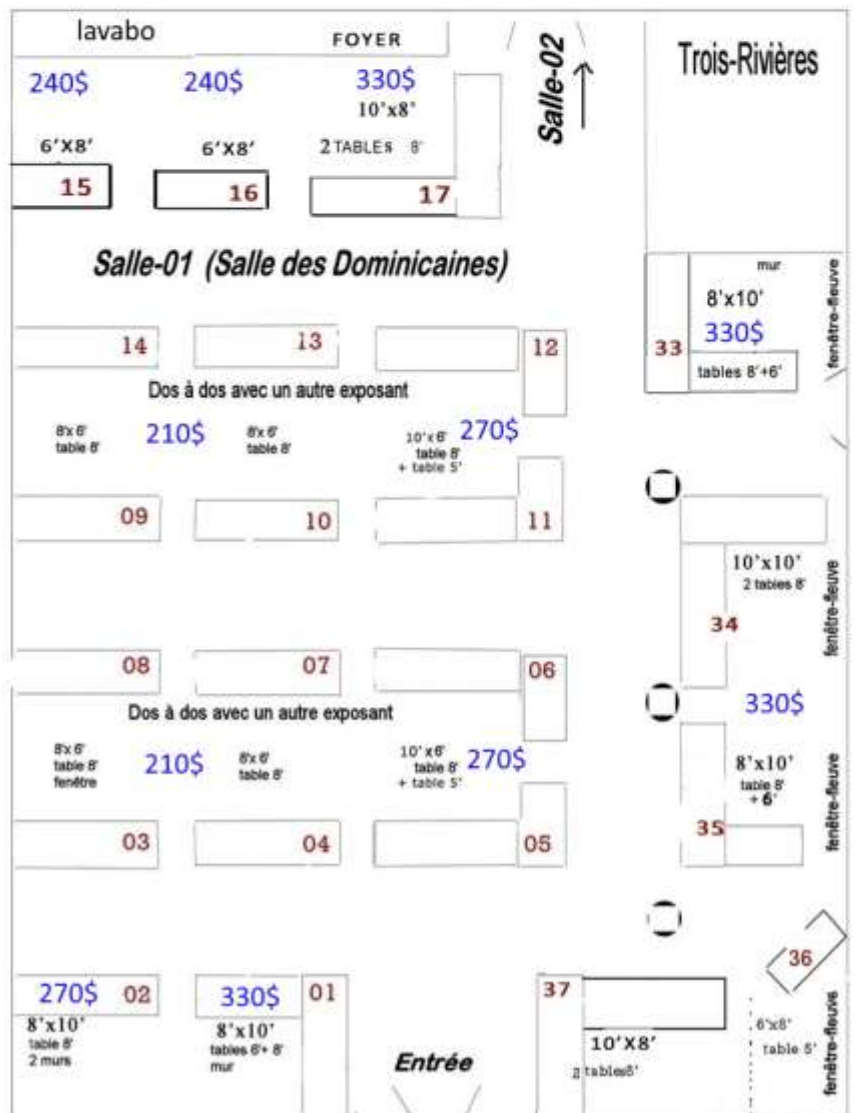 lavabo
FOYER
Salle-02
Trois-Rivières
240$
240$
330$
10'x8'
6'X8'
6'X8'
2 TABLEs 8'
15
16
17
Salle-01 (Salle des Dominicaines)
mur
8'x10'
330$
33
tables 8'+6'
fenêtre-fleuve
14
13
12
Dos à dos avec un autre exposant
8'x 6'
table 8'
210$
8'x 6'
table 8'
10'x 6'
table 8'
+ table 5'
270$
09
10
11
10'x10'
2 tables 8'
34
fenêtre-fleuve
08
07
06
Dos à dos avec un autre exposant
330$
8'x 6'
table 8'
fenêtre
210$
8'x 6'
table 8'
10'x6'
table 8'
+ table 5'
270$
8'x10'
table 8'
+ 6'
35
fenêtre-fleuve
03
04
05
36
270$
02
330$
01
37
8'x10'
table 8'
2 murs
8'x10'
tables 6'+ 8'
mur
Entrée
10'X8'
2 tables8'
6'x8'
table 5'
fenêtre-fleuve